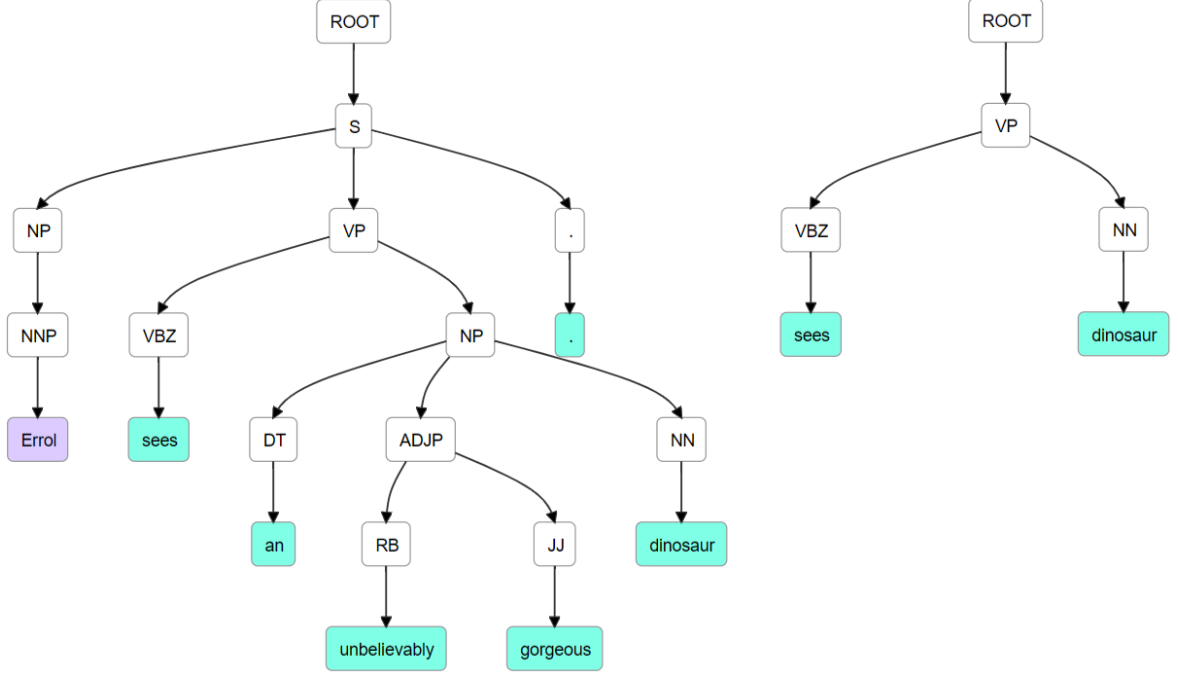 ROOT ROOT
S VP
NP VP . VBZ NN
NNP VBZ NP . sees dinosaur
Errol sees DT ADJP NN
an RB JJ dinosaur
unbelievably gorgeous